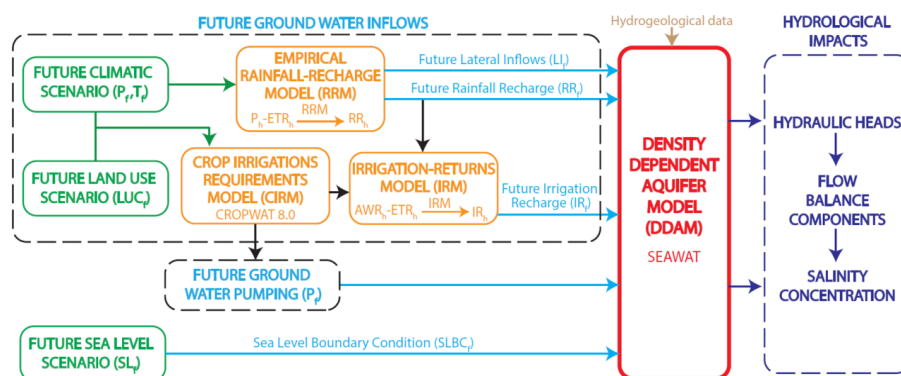 FUTURE GROUND WATER INFLOWS
Hydrogeological data
HYDROLOGICAL
IMPACTS
FUTURE CLIMATIC
SCENARIO (Pf,Tf)
EMPIRICAL
RAINFALL-RECHARGE
MODEL (RRM)
Ph-ETRh RRM RRh
Future Lateral Inflows (LIf)
Future Rainfall Recharge (RRf)
FUTURE LAND USE
SCENARIO (LUCf)
CROP IRRIGATIONS
REQUIREMENTS
MODEL (CIRM)
CROPWAT 8.0
IRRIGATION-RETURNS
MODEL (IRM)
AWRh-ETRh IRM IRh
Future Irrigation
Recharge (IRf)
DENSITY
DEPENDENT
AQUIFER
MODEL
(DDAM)
SEAWAT
HYDRAULIC HEADS
FLOW
BALANCE
COMPONENTS
SALINITY
CONCENTRATION
FUTURE GROUND
WATER PUMPING (Pf)
FUTURE SEA LEVEL
SCENARIO (SLf)
Sea Level Boundary Condition (SLBCf)